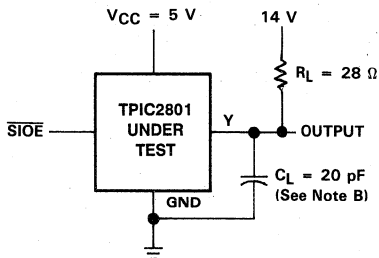 VCC = 5 V
14 V
RL = 28 Ω
TPIC2801
UNDER
TEST
SIOE
Y
OUTPUT
CL = 20 pF
(See Note B)
GND